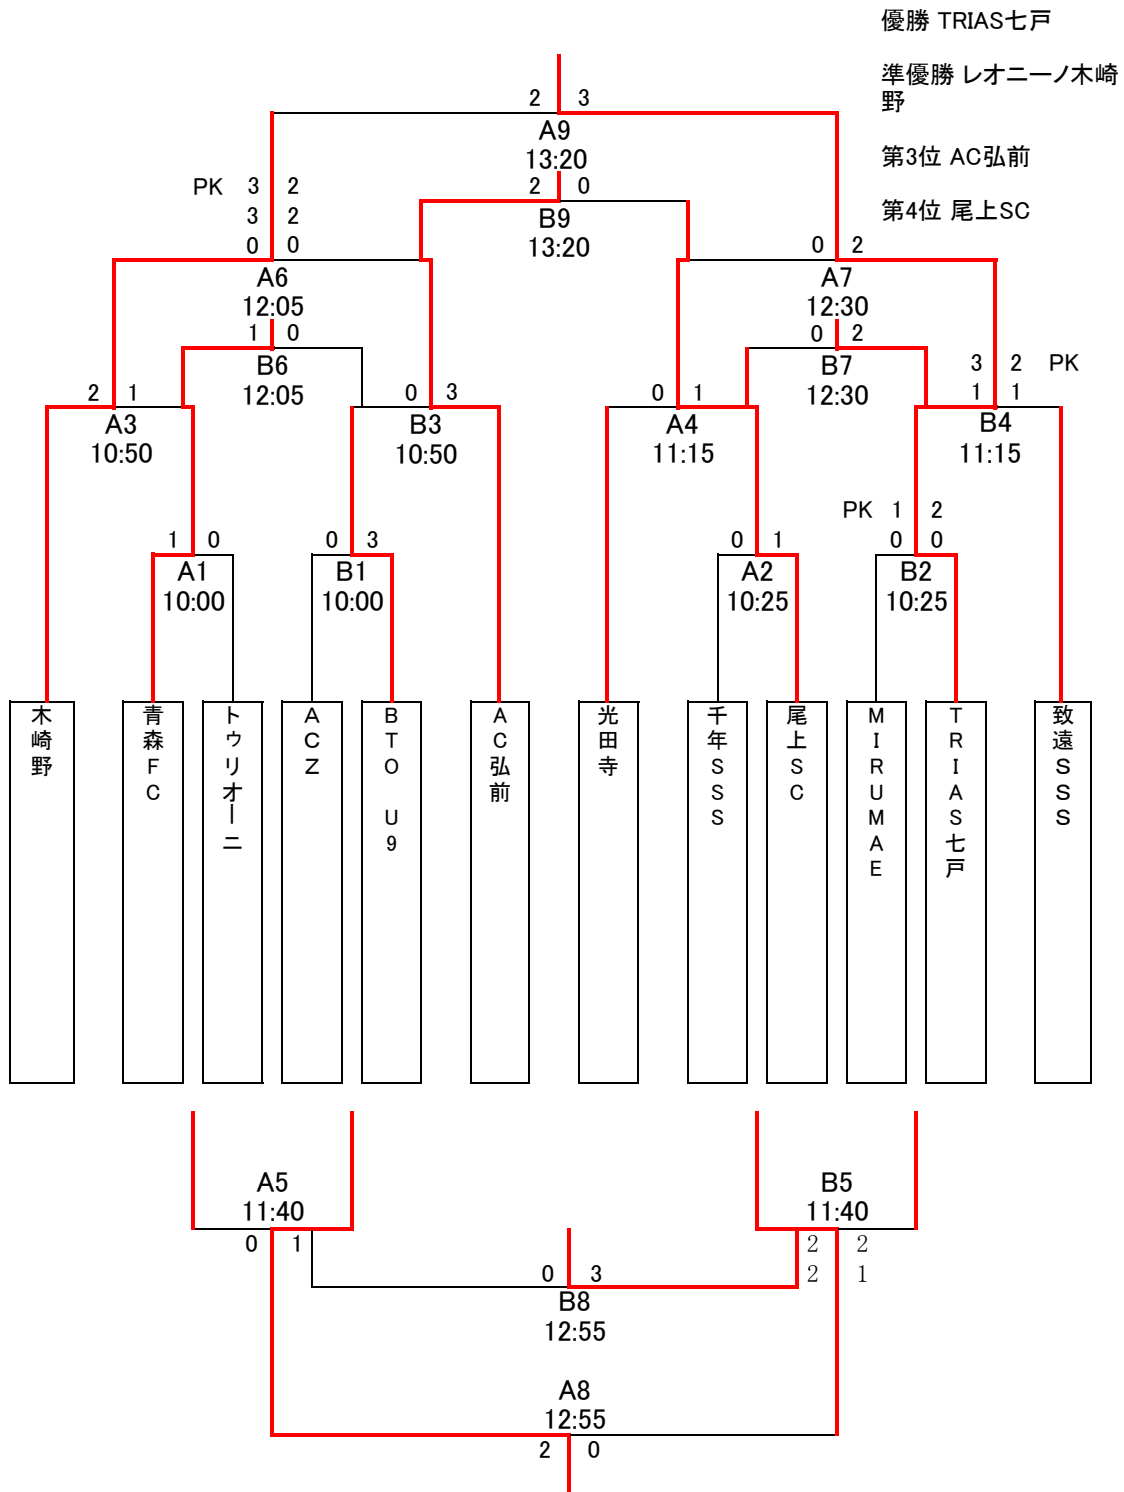 優勝 TRIAS七戸
準優勝 レオニーノ木崎
野
第3位 AC弘前
第4位 尾上SC
2 3
A9
13:20
PK 3 2
2 0
3 2
B9
13:20
0 0
0 2
A6
12:05
A7
12:30
1 0
0 2
B6
12:05
B7
12:30
3 2 PK
2 1
0 3
0 1
1 1
A3
10:50
B3
10:50
A4
11:15
B4
11:15
PK 1 2
1 0
0 3
0 1
0 0
A1
10:00
B1
10:00
A2
10:25
B2
10:25
木崎野
青森FC
トゥリオーニ
ACZ
BTO U9
AC弘前
光田寺
千年SSS
尾上SC
MIRUMAE
TRIAS七戸
致遠SSS
A5
11:40
B5
11:40
0 1
2 2
2 1
0 3
B8
12:55
A8
12:55
2 0